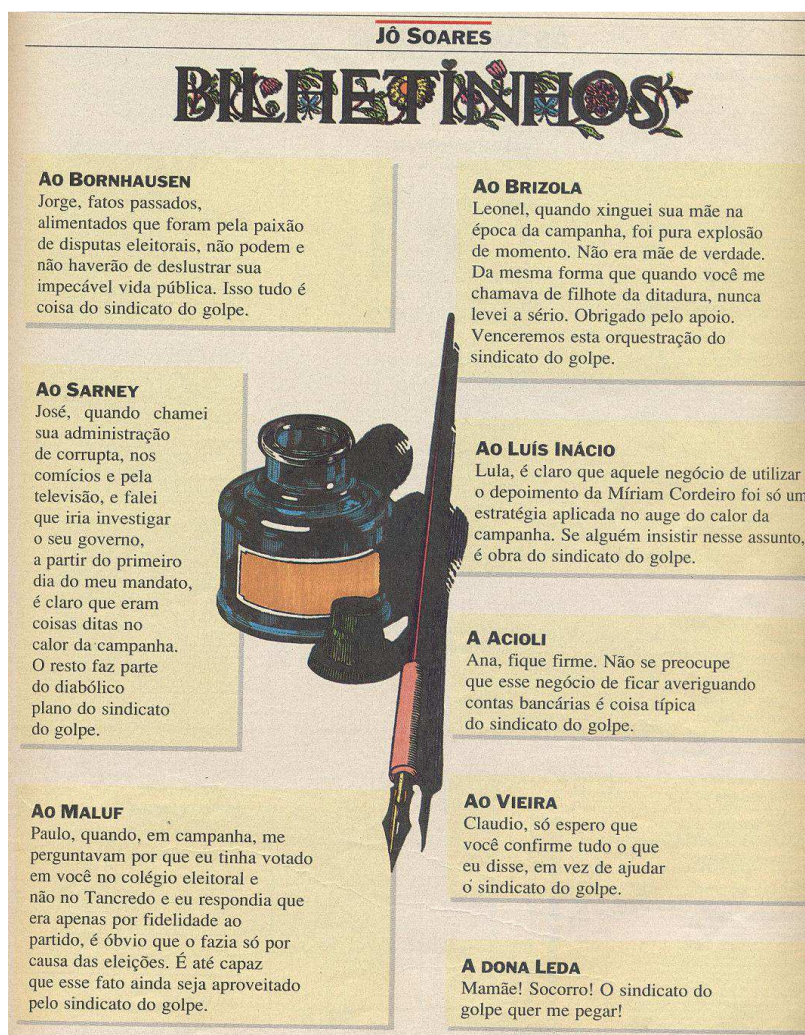 JÔ SOARES
BILHETINHOS
AO BORNHAUSEN
Jorge, fatos passados,
alimentados que foram pela paixão
de disputas eleitorais, não podem e
não haverão de deslustrar sua
impecável vida pública. Isso tudo é
coisa do sindicato do golpe.
AO SARNEY
José, quando chamei
sua administração
de corrupta, nos
comícios e pela
televisão, e falei
que iria investigar
o seu governo,
a partir do primeiro
dia do meu mandato,
é claro que eram
coisas ditas no
calor da campanha.
O resto faz parte
do diabólico
plano do sindicato
do golpe.
AO MALUF
Paulo, quando, em campanha, me
perguntavam por que eu tinha votado
em você no colégio eleitoral e
não no Tancredo e eu respondia que
era apenas por fidelidade ao
partido, é óbvio que o fazia só por
causa das eleições. É até capaz
que esse fato ainda seja aproveitado
pelo sindicato do golpe.
AO BRIZOLA
Leonel, quando xinguei sua mãe na
época da campanha, foi pura explosão
de momento. Não era mãe de verdade.
Da mesma forma que quando você me
chamava de filhote da ditadura, nunca
levei a sério. Obrigado pelo apoio.
Venceremos esta orquestração do
sindicato do golpe.
AO LUÍS INÁCIO
Lula, é claro que aquele negócio de utilizar
o depoimento da Míriam Cordeiro foi só um
estratégia aplicada no auge do calor da
campanha. Se alguém insistir nesse assunto,
é obra do sindicato do golpe.
A ACIOLI
Ana, fique firme. Não se preocupe
que esse negócio de ficar averiguando
contas bancárias é coisa típica
do sindicato do golpe.
AO VIEIRA
Claudio, só espero que
você confirme tudo o que
eu disse, em vez de ajudar
o sindicato do golpe.
A DONA LEDA
Mamãe! Socorro! O sindicato do
golpe quer me pegar!